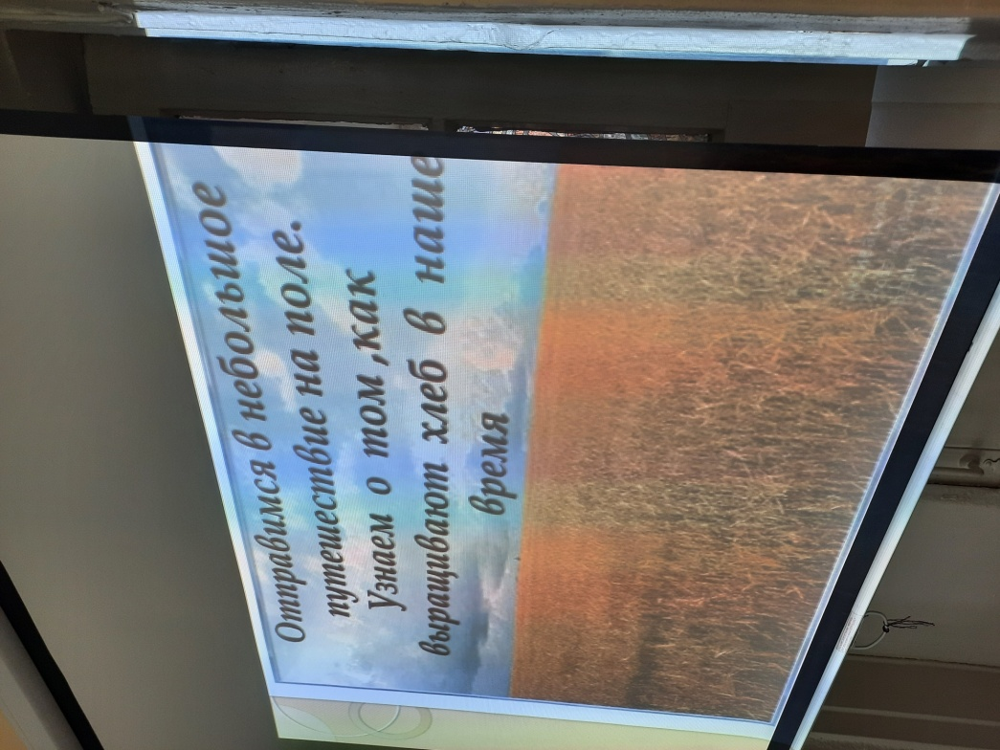 Отправимся в небольшое
путешествие на поле.
Узнаем о том ,как
выращивают хлеб в наше
время